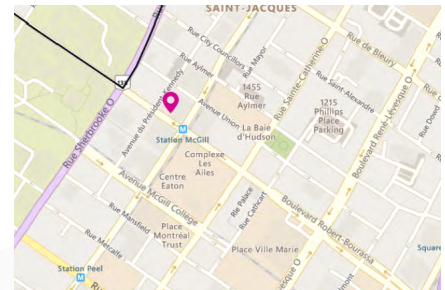 SAINT-JACQUES
Rue City Councillors
Rue Mayor
Rue de Bleury
Rue Aylmer
Rue Sainte-Catherine O
Rue Saint-Alexandre
1455
Rue
Aylmer
1215
Phillips
Place
Parking
Rue Dowd
Avenue du Président-Kennedy
Avenue Union
La Baie
d'Hudson
Rue Sherbrooke O
Station McGill
Complexe
Les
Ailes
Boulevard René-Lévesque O
Centre
Eaton
Avenue McGill Collège
Rue Mansfield
Rue Cathcart
Boulevard Robert-Bourassa
Place
Montréal
Trust
Rue Metcalfe
Place Ville Marie
Square
Station Peel